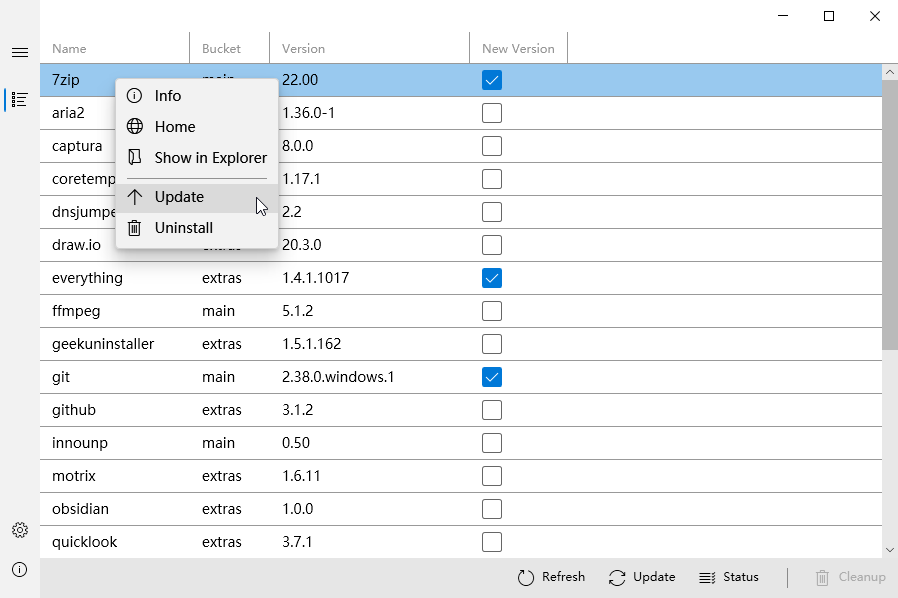 Name Bucket Version New Version
7zip 22.00
aria2 1.36.0-1
captura 8.0.0
coretemp 1.17.1
dnsjumpe 2.2
draw.io extras 20.3.0
everything extras 1.4.1.1017
ffmpeg main 5.1.2
geekuninstaller extras 1.5.1.162
git main 2.38.0.windows.1
github extras 3.1.2
innounp main 0.50
motrix extras 1.6.11
obsidian extras 1.0.0
quicklook extras 3.7.1
Info
Home
Show in Explorer
Update
Uninstall
Refresh Update Status Cleanup